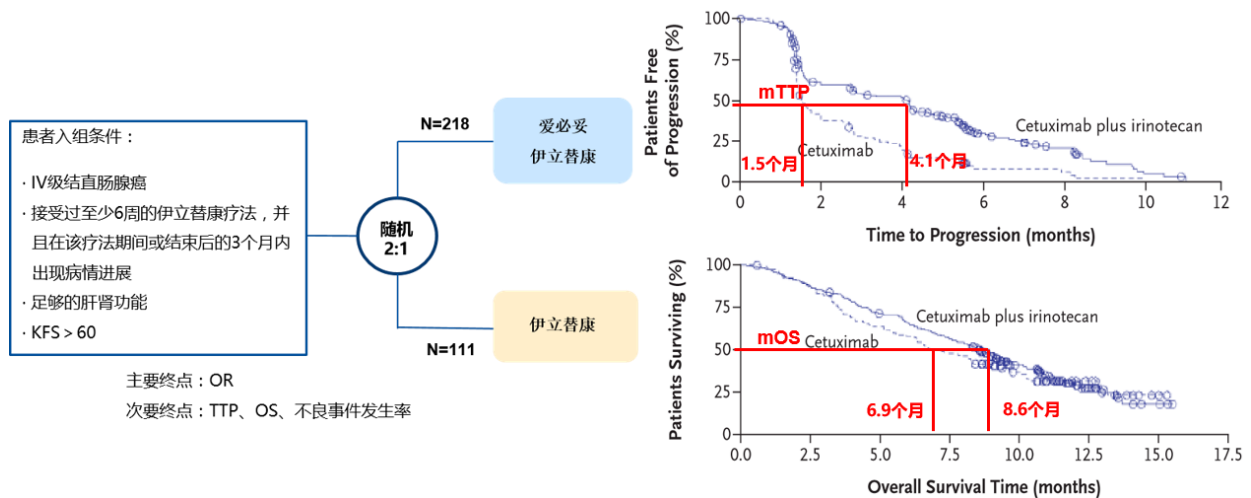 患者入组条件：
· IV级结直肠腺癌
· 接受过至少6周的伊立替康疗法，并
且在该疗法期间或结束后的3个月内
出现病情进展
· 足够的肝肾功能
· KFS＞60
随机
2:1
N=218
爱必妥
伊立替康
伊立替康
N=111
主要终点：OR
次要终点：TTP、OS、不良事件发生率
Patients Free
of Progression (%)
100
75
50
25
0
mTTP
Cetuximab plus irinotecan
Cetuximab
1.5个月
4.1个月
0 2 4 6 8 10 12
Time to Progression (months)
Patients Surviving (%)
100
75
50
25
0
Cetuximab plus irinotecan
mOS
Cetuximab
6.9个月
8.6个月
0.0 2.5 5.0 7.5 10.0 12.5 15.0 17.5
Overall Survival Time (months)